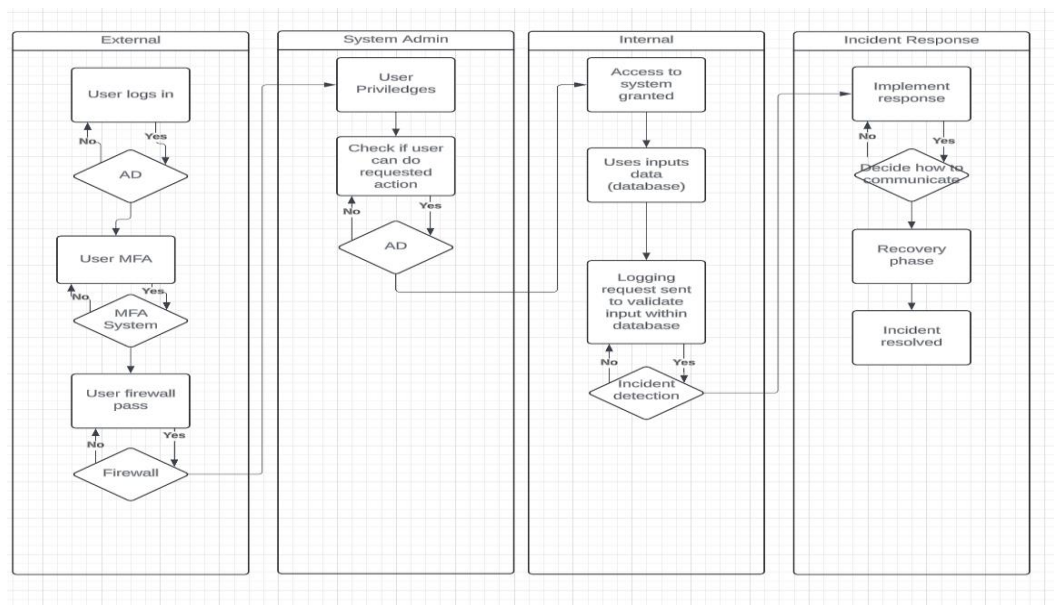 External
User logs in
No
Yes
AD
User MFA
No
Yes
MFA
System
User firewall
pass
No
Yes
Firewall
System Admin
User
Priviledges
Check if user
can do
requested
action
No
Yes
AD
Internal
Access to
system
granted
Uses inputs
data
(database)
Logging
request sent
to validate
input within
database
No
Yes
Incident
detection
Incident Response
Implement
response
No
Yes
Decide how to
communicate
Recovery
phase
Incident
resolved